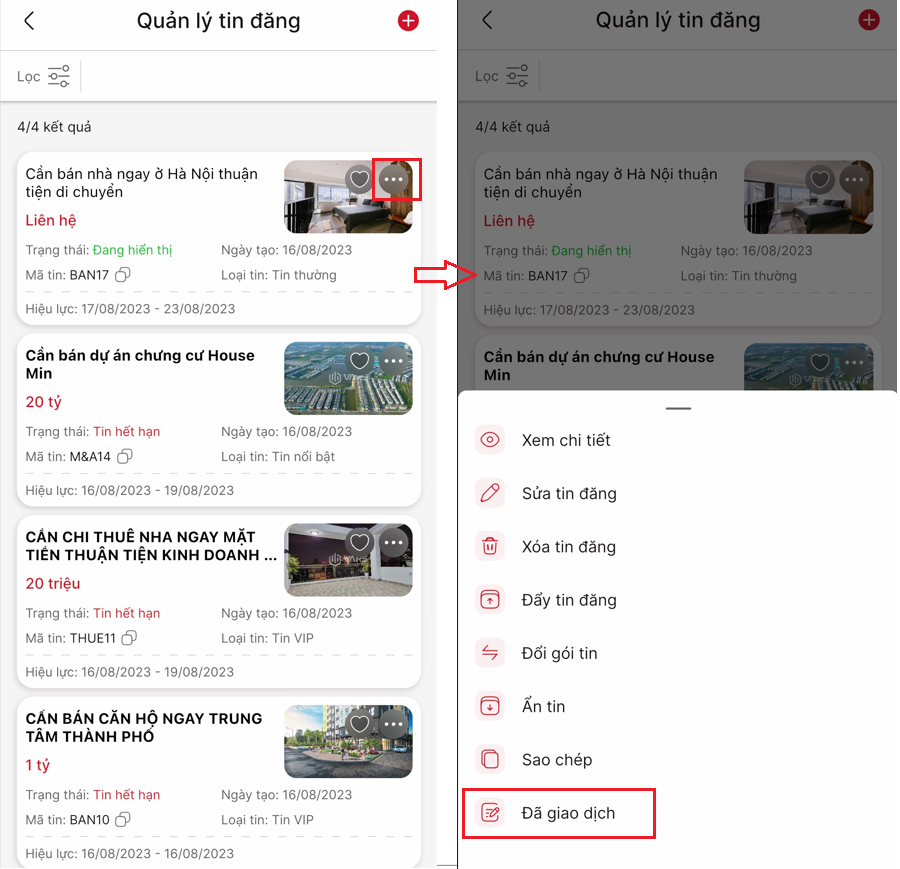 Quản lý tin đăng
Lọc
4/4 kết quả
Cần bán nhà ngay ở Hà Nội thuận
tiện di chuyển
Liên hệ
Trạng thái: Đang hiển thị
Ngày tạo: 16/08/2023
Mã tin: BAN17
Loại tin: Tin thường
Hiệu lực: 17/08/2023 - 23/08/2023
Cần bán dự án chưng cư House
Min
20 tỷ
Trạng thái: Tin hết hạn
Ngày tạo: 16/08/2023
Mã tin: M&A14
Loại tin: Tin nổi bật
Hiệu lực: 16/08/2023 - 19/08/2023
CẦN CHI THUÊ NHA NGAY MẶT
TIỀN THUẬN TIỆN KINH DOANH ...
20 triệu
Trạng thái: Tin hết hạn
Ngày tạo: 16/08/2023
Mã tin: THUE11
Loại tin: Tin VIP
Hiệu lực: 16/08/2023 - 19/08/2023
CẦN BÁN CĂN HỘ NGAY TRUNG
TÂM THÀNH PHỐ
1 tỷ
Trạng thái: Tin hết hạn
Ngày tạo: 16/08/2023
Mã tin: BAN10
Loại tin: Tin VIP
Hiệu lực: 16/08/2023 - 16/08/2023
Quản lý tin đăng
Lọc
4/4 kết quả
Cần bán nhà ngay ở Hà Nội thuận
tiện di chuyển
Liên hệ
Trạng thái: Đang hiển thị
Ngày tạo: 16/08/2023
Mã tin: BAN17
Loại tin: Tin thường
Hiệu lực: 17/08/2023 - 23/08/2023
Cần bán dự án chưng cư House
Min
Xem chi tiết
Sửa tin đăng
Xóa tin đăng
Đẩy tin đăng
Đổi gói tin
Ẩn tin
Sao chép
Đã giao dịch